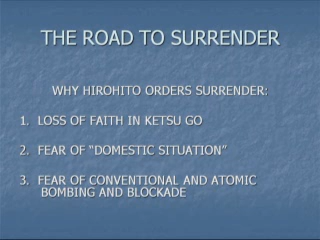 THE ROAD TO SURRENDER
WHY HIROHITO ORDERS SURRENDER:
1. LOSS OF FAITH IN KETSU GO
2. FEAR OF “DOMESTIC SITUATION”
3. FEAR OF CONVENTIONAL AND ATOMIC
BOMBING AND BLOCKADE